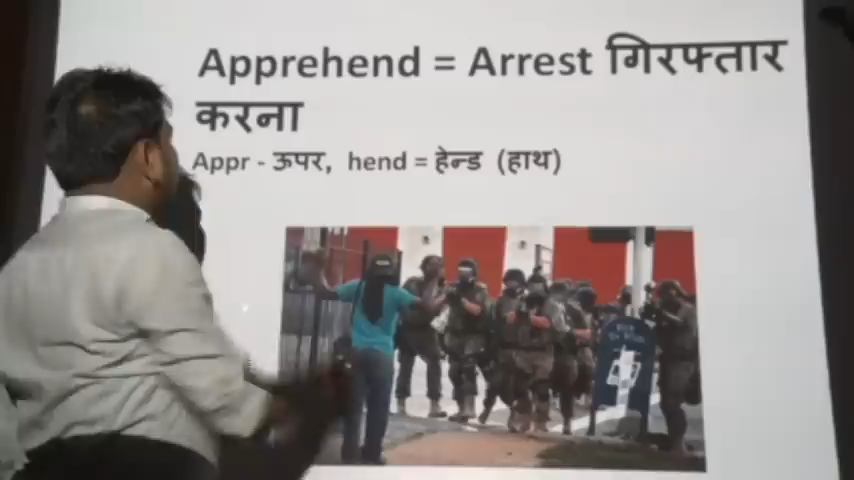 Apprehend = Arrest गिरफ्तार
करना
Appr - ऊपर, hend = हेन्ड (हाथ)